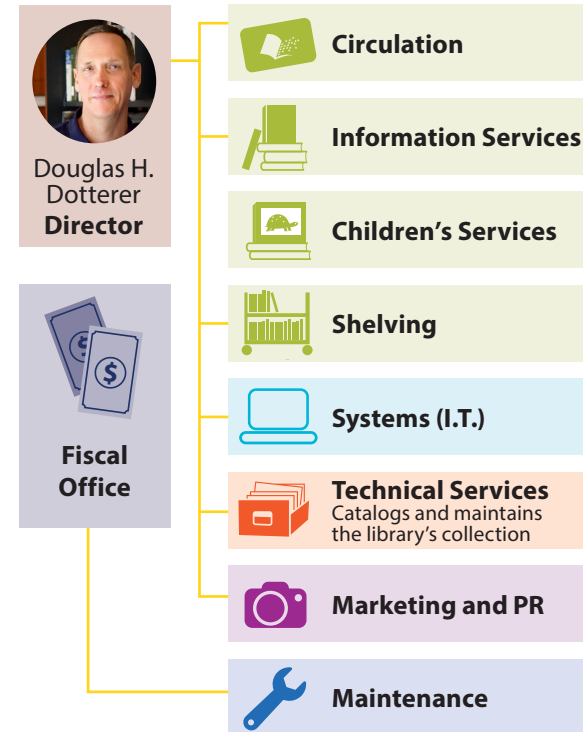 Douglas H.
Dotterer
Director
Fiscal
Office
$
$
Circulation
Information Services
Children’s Services
Shelving
Systems (I.T.)
Technical Services
Catalogs and maintains
the library’s collection
Marketing and PR
Maintenance